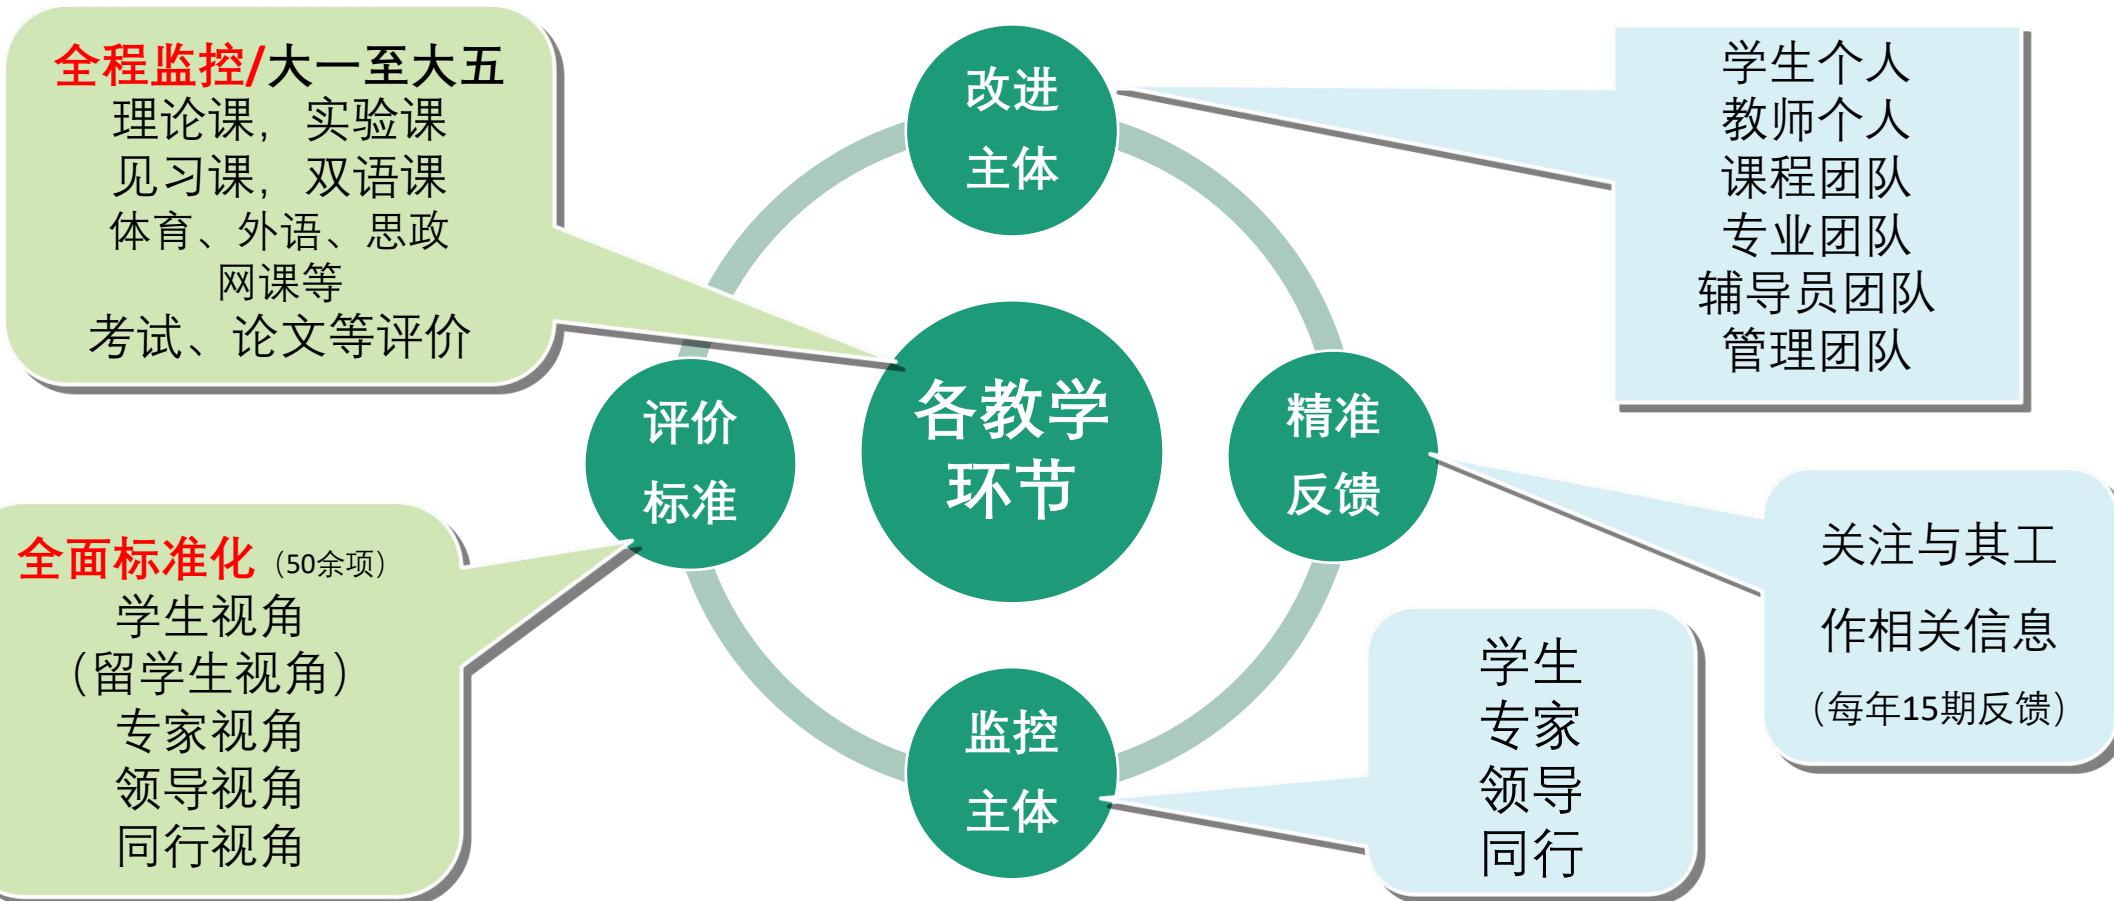 全程监控/大一至大五
理论课，实验课
见习课，双语课
体育、外语、思政
网课等
考试、论文等评价
改进
主体
学生个人
教师个人
课程团队
专业团队
辅导员团队
管理团队
评价
标准
各教学
环节
精准
反馈
全面标准化（50余项）
学生视角
（留学生视角）
专家视角
领导视角
同行视角
监控
主体
学生
专家
领导
同行
关注与其工
作相关信息
（每年15期反馈）